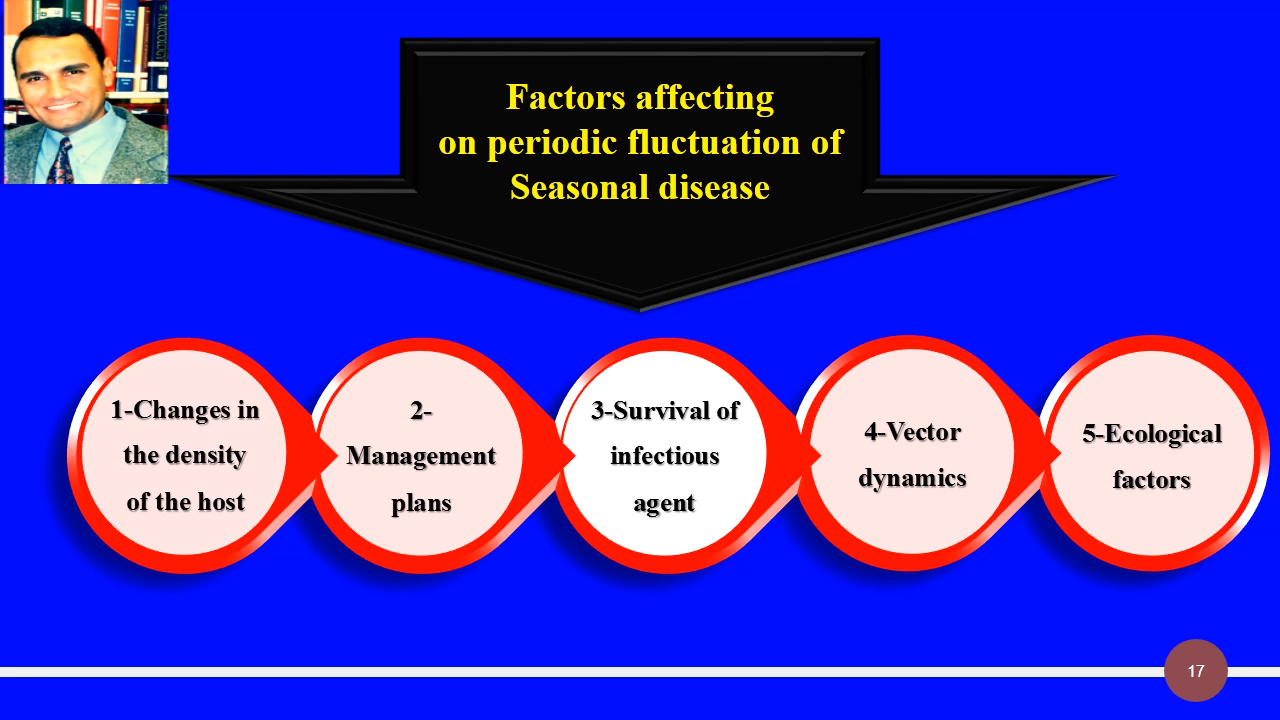 Factors affecting
on periodic fluctuation of
Seasonal disease
1-Changes in
the density
of the host
2-
Management
plans
3-Survival of
infectious
agent
4-Vector
dynamics
5-Ecological
factors
17